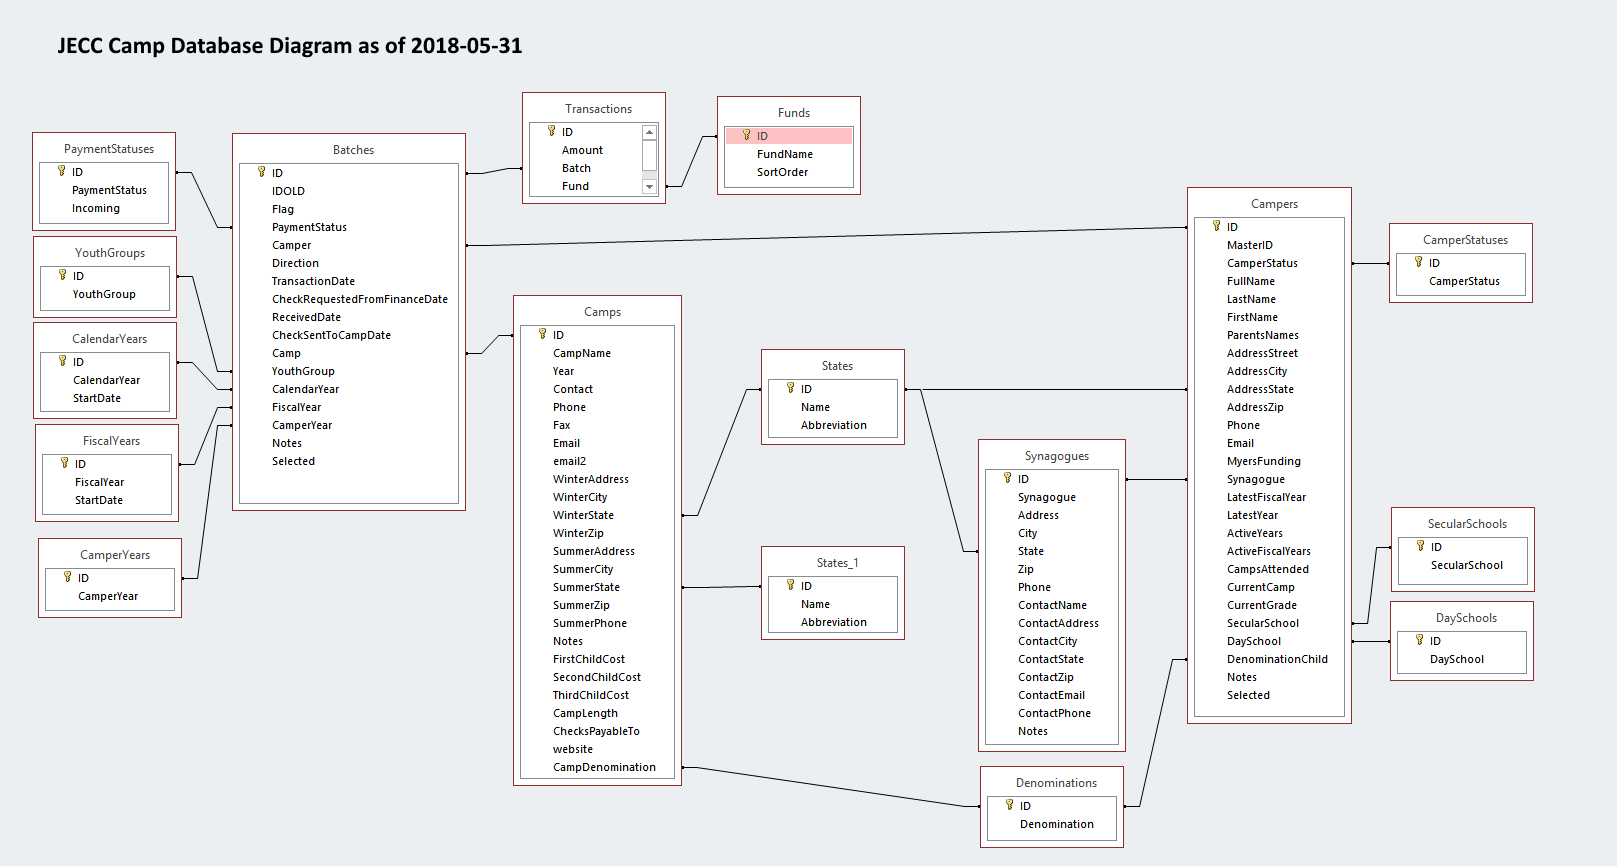 JECC Camp Database Diagram as of 2018-05-31
PaymentStatuses
ID
PaymentStatus
Incoming
YouthGroups
ID
YouthGroup
CalendarYears
ID
CalendarYear
StartDate
FiscalYears
ID
FiscalYear
StartDate
CamperYears
ID
CamperYear
Batches
ID
IDOLD
Flag
PaymentStatus
Camper
Direction
TransactionDate
CheckRequestedFromFinanceDate
ReceivedDate
CheckSentToCampDate
Camp
YouthGroup
CalendarYear
FiscalYear
CamperYear
Notes
Selected
Transactions
ID
Amount
Batch
Fund
Funds
ID
FundName
SortOrder
Camps
ID
CampName
Year
Contact
Phone
Fax
Email
email2
WinterAddress
WinterCity
WinterState
WinterZip
SummerAddress
SummerCity
SummerState
SummerZip
SummerPhone
Notes
FirstChildCost
SecondChildCost
ThirdChildCost
CampLength
ChecksPayableTo
website
CampDenomination
States
ID
Name
Abbreviation
States_1
ID
Name
Abbreviation
Synagogues
ID
Synagogue
Address
City
State
Zip
Phone
ContactName
ContactAddress
ContactCity
ContactState
ContactZip
ContactEmail
ContactPhone
Notes
Denominations
ID
Denomination
Campers
ID
MasterID
CamperStatus
FullName
LastName
FirstName
ParentsNames
AddressStreet
AddressCity
AddressState
AddressZip
Phone
Email
MyersFunding
Synagogue
LatestFiscalYear
LatestYear
ActiveYears
ActiveFiscalYears
CampsAttended
CurrentCamp
CurrentGrade
SecularSchool
DaySchool
DenominationChild
Notes
Selected
CamperStatuses
ID
CamperStatus
SecularSchools
ID
SecularSchool
DaySchools
ID
DaySchool